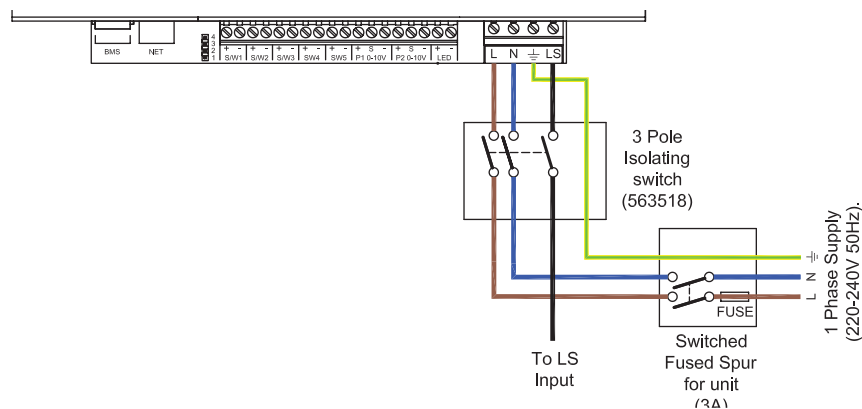 BMS
NET
4
3
2
1
+ - + - + - + - + - + S - + S - + -
S/W1 S/W2 S/W3 SW4 SW5 P1 0-10V P2 0-10V LED
L N LS
3 Pole
Isolating
switch
(563518)
1 Phase Supply
(220-240V 50Hz).
N
L
FUSE
To LS
Input
Switched
Fused Spur
for unit
(3A)